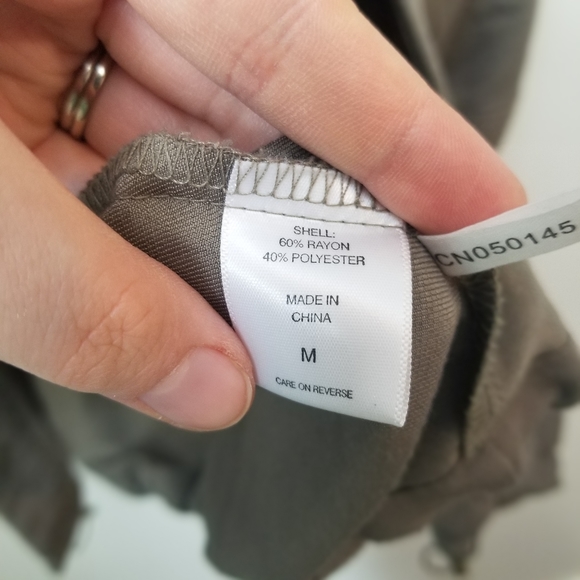 SHELL:
60% RAYON
40% POLYESTER
MADE IN
CHINA
M
CARE ON REVERSE
CN050145